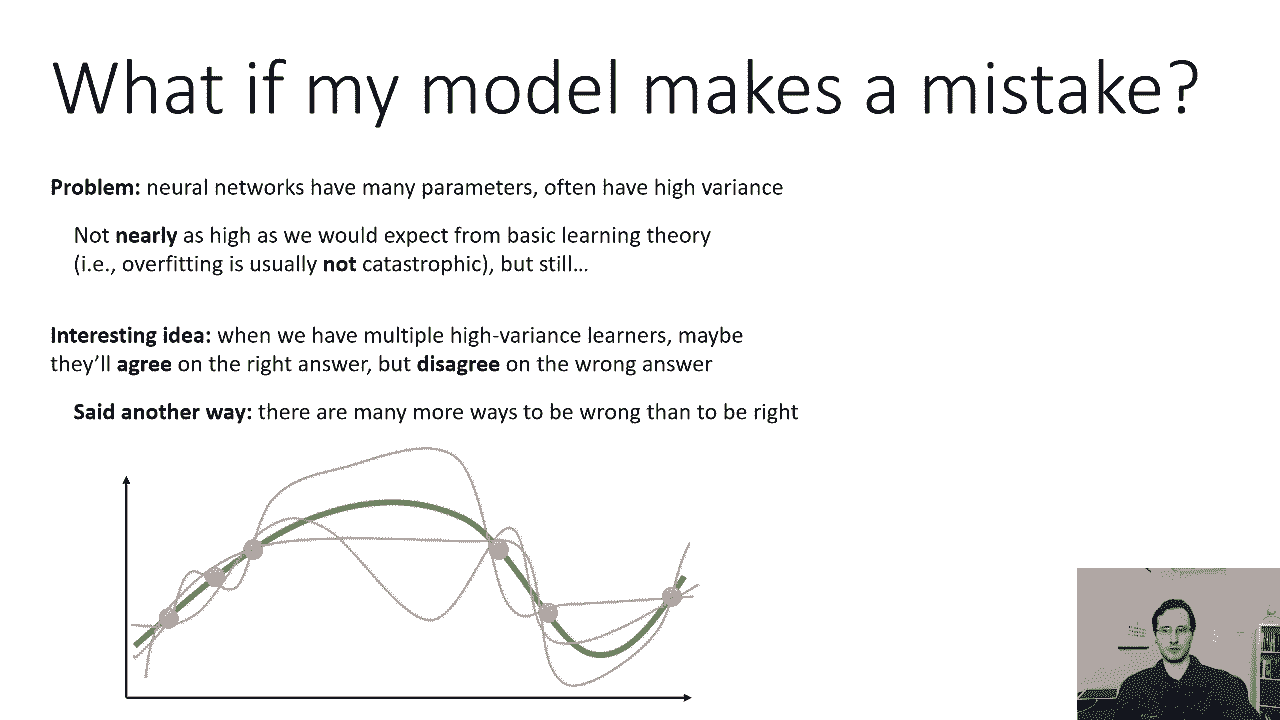 What if my model makes a mistake?
Problem: neural networks have many parameters, often have high variance
Not nearly as high as we would expect from basic learning theory
(i.e., overfitting is usually not catastrophic), but still…
Interesting idea: when we have multiple high-variance learners, maybe
they’ll agree on the right answer, but disagree on the wrong answer
Said another way: there are many more ways to be wrong than to be right